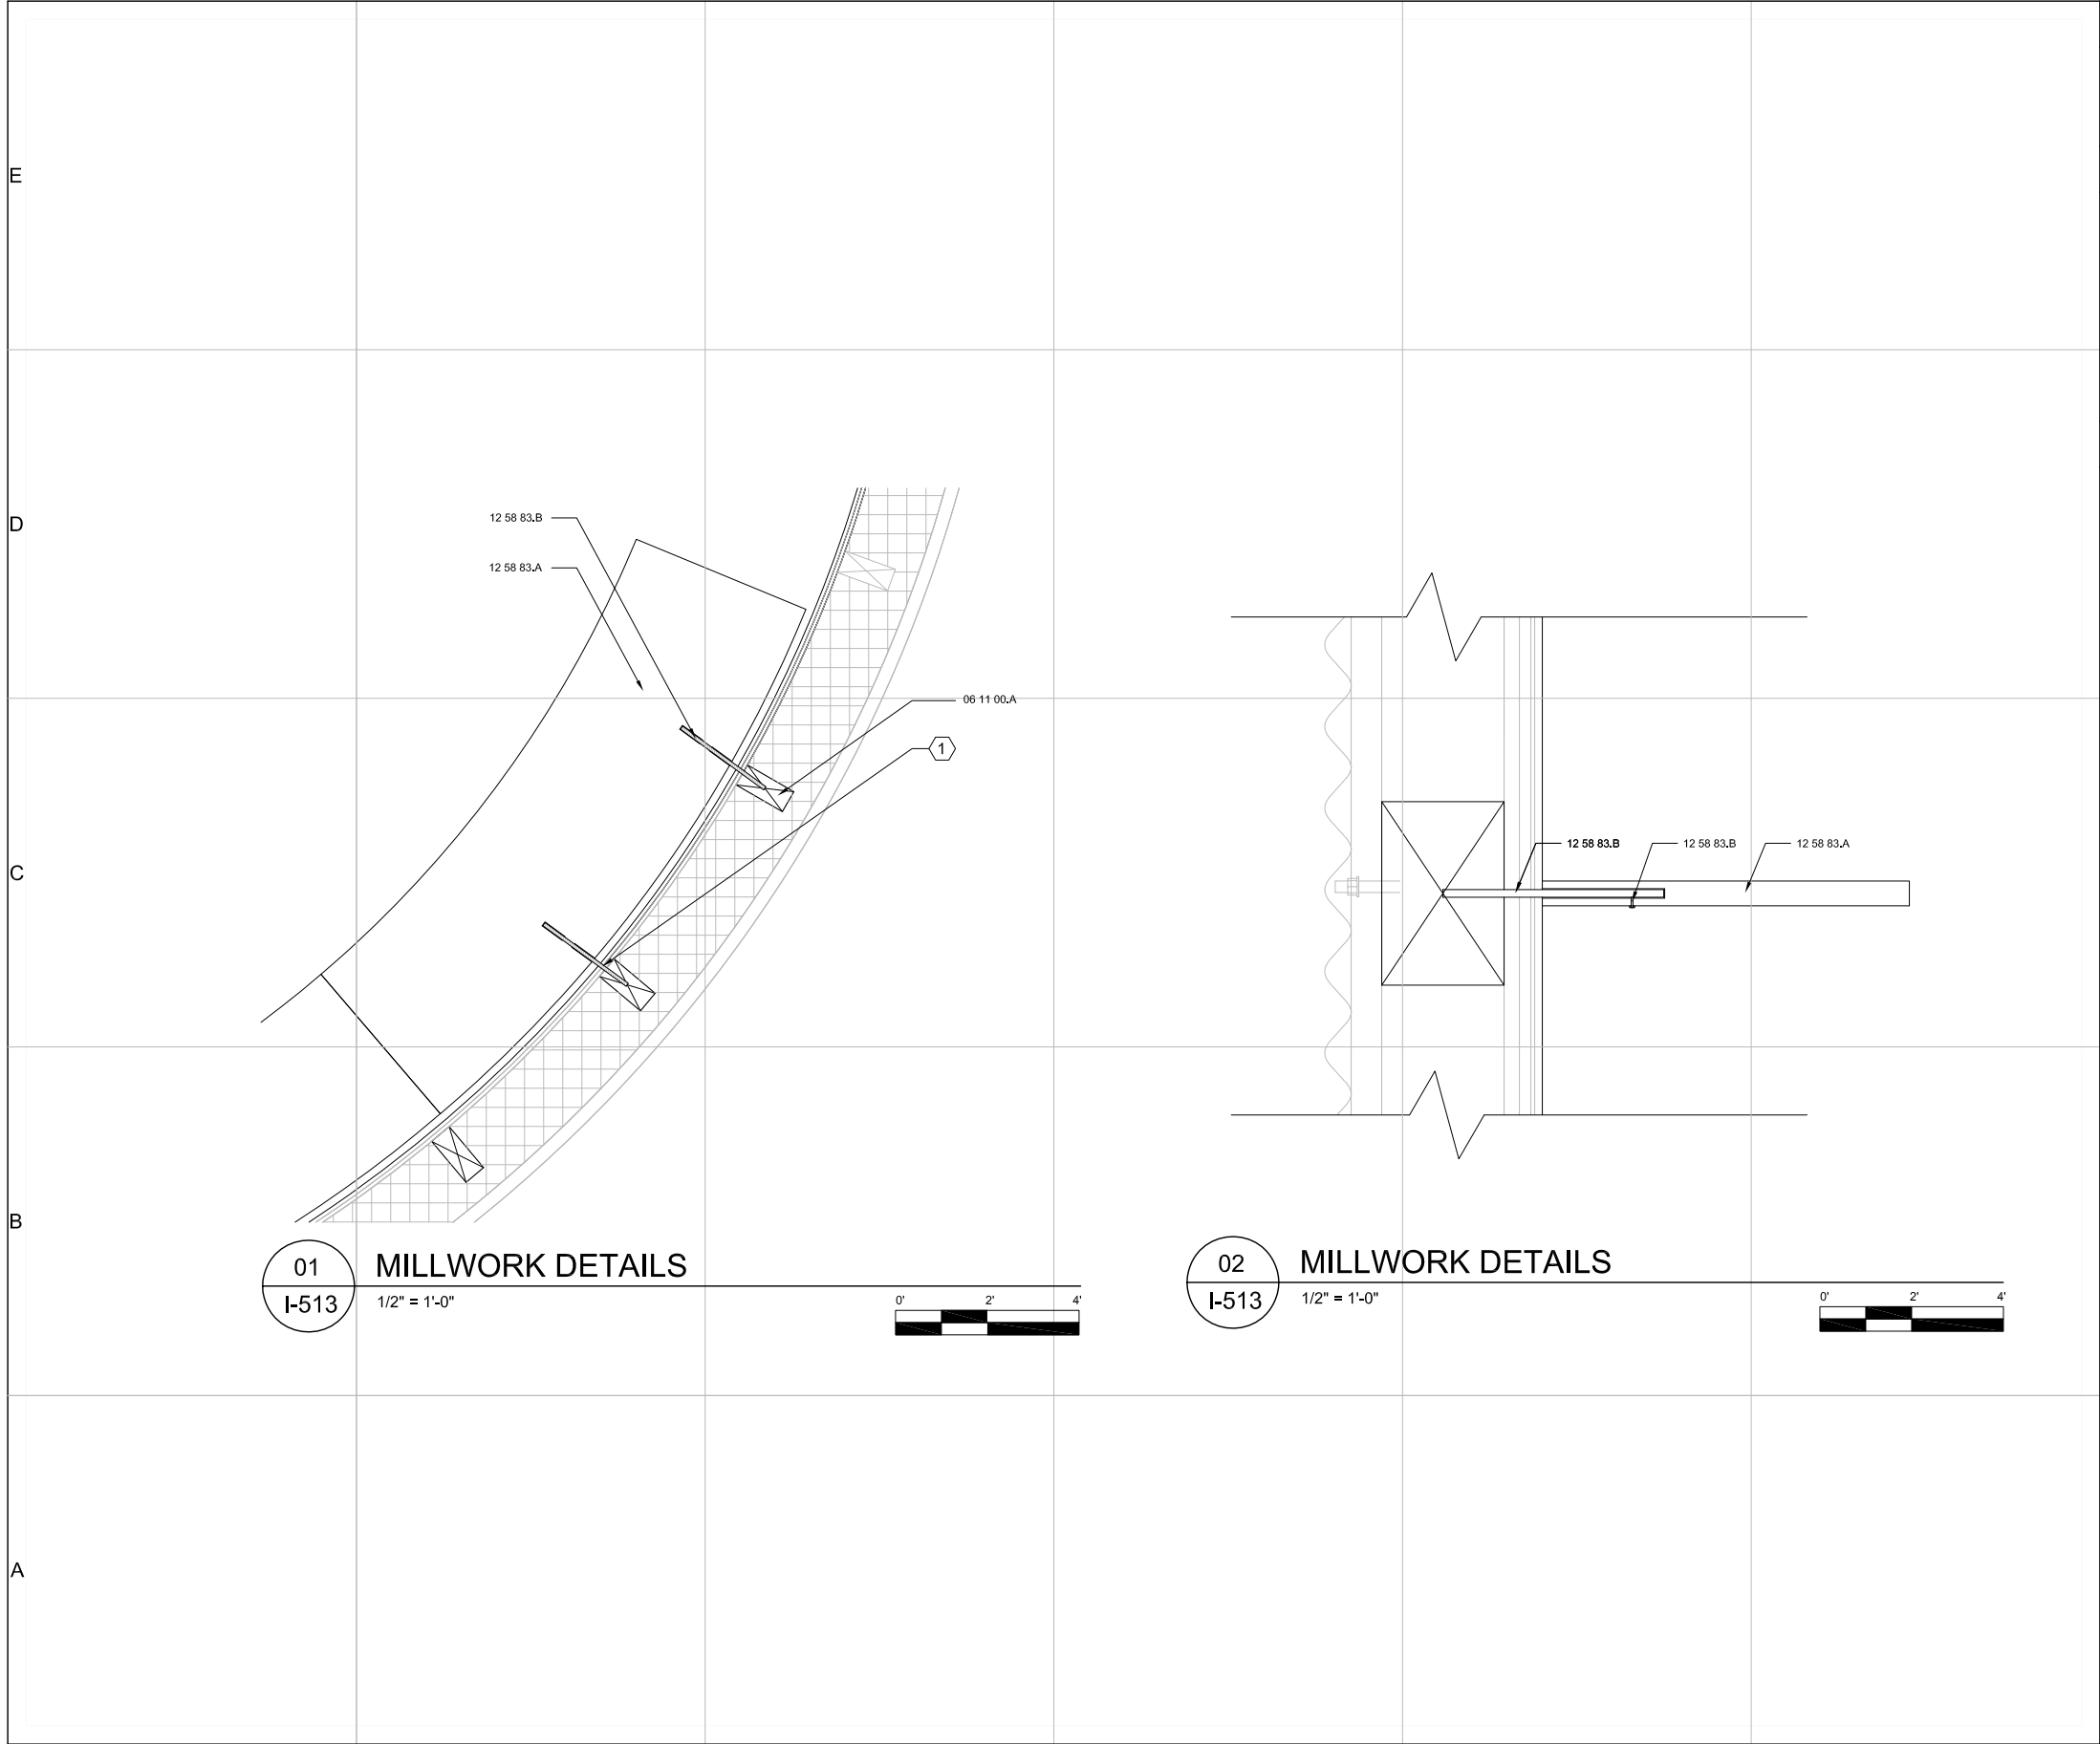 E
D
C
B
A
12 58 83.B
12 58 83.A
06 11 00.A
1
12 58 83.B
12 58 83.B
12 58 83.A
01
I-513
MILLWORK DETAILS
1/2" = 1'-0"
0' 2' 4'
02
I-513
MILLWORK DETAILS
1/2" = 1'-0"
0' 2' 4'